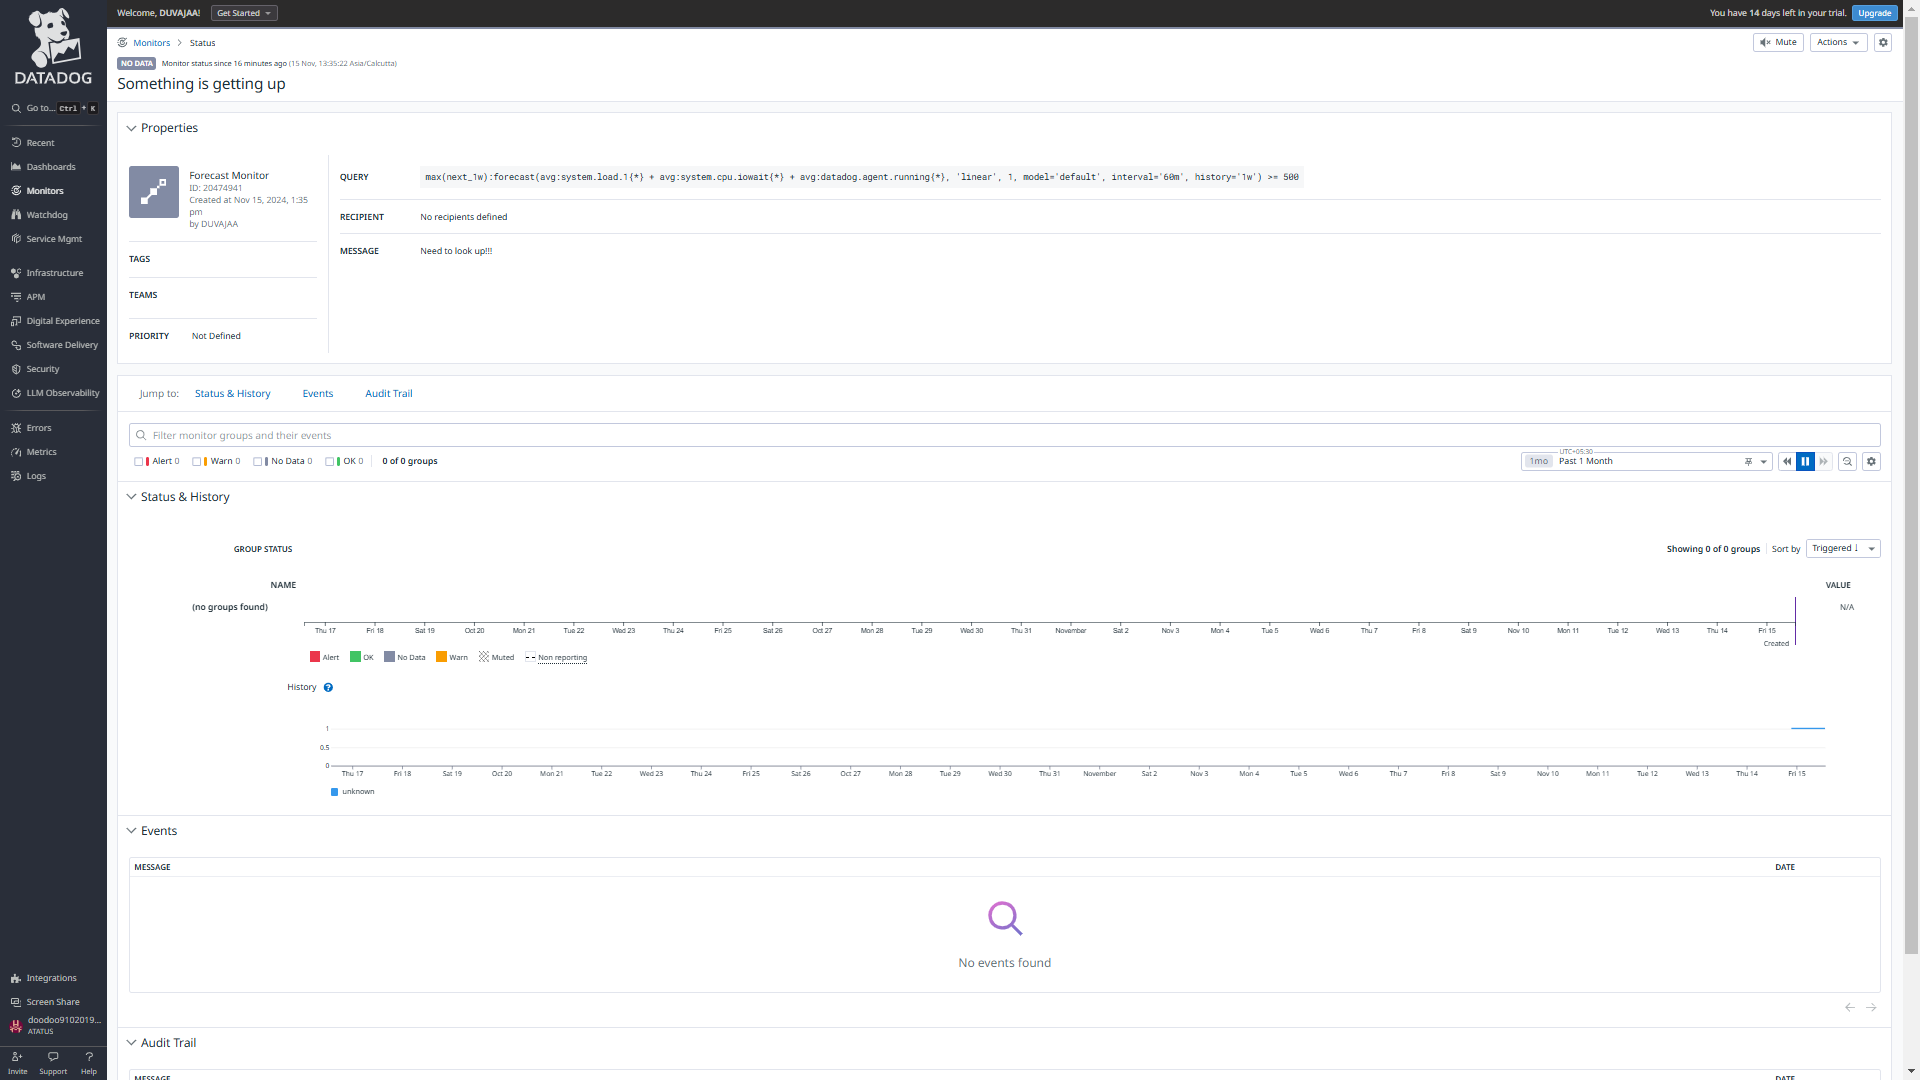 Welcome, DUVAJAA!
Get Started
You have 14 days left in your trial.
Upgrade
DATADOG
Go to... Ctrl + K
Recent
Dashboards
Monitors
Watchdog
Service Mgmt
Infrastructure
APM
Digital Experience
Software Delivery
Security
LLM Observability
Errors
Metrics
Logs
Integrations
Screen Share
doodoo9102019...
ATATUS
Invite
Support
Help
Monitors > Status
Mute
Actions
NO DATA Monitor status since 16 minutes ago (15 Nov, 13:35:22 Asia/Calcutta)
Something is getting up
Properties
Forecast Monitor
ID: 20474941
Created at Nov 15, 2024, 1:35
pm
by DUVAJAA
TAGS
TEAMS
PRIORITY Not Defined
QUERY max(next_1w):forecast(avg:system.load.1{*} + avg:system.cpu.iowait{*} + avg:datadog.agent.running{*}, 'linear', 1, model='default', interval='60m', history='1w') >= 500
RECIPIENT No recipients defined
MESSAGE Need to look up!!!
Jump to: Status & History Events Audit Trail
Filter monitor groups and their events
Alert 0 Warn 0 No Data 0 OK 0 0 of 0 groups
UTC+05:30
1mo Past 1 Month
Status & History
GROUP STATUS
Showing 0 of 0 groups Sort by Triggered ↓
NAME VALUE
(no groups found) N/A
Thu 17 Fri 18 Sat 19 Oct 20 Mon 21 Tue 22 Wed 23 Thu 24 Fri 25 Sat 26 Oct 27 Mon 28 Tue 29 Wed 30 Thu 31 November Sat 2 Nov 3 Mon 4 Tue 5 Wed 6 Thu 7 Fri 8 Sat 9 Nov 10 Mon 11 Tue 12 Wed 13 Thu 14 Fri 15
Created
Alert OK No Data Warn Muted Non reporting
History ?
1
0.5
0
Thu 17 Fri 18 Sat 19 Oct 20 Mon 21 Tue 22 Wed 23 Thu 24 Fri 25 Sat 26 Oct 27 Mon 28 Tue 29 Wed 30 Thu 31 November Sat 2 Nov 3 Mon 4 Tue 5 Wed 6 Thu 7 Fri 8 Sat 9 Nov 10 Mon 11 Tue 12 Wed 13 Thu 14 Fri 15
unknown
Events
MESSAGE DATE
No events found
Audit Trail
MESSAGE DATE